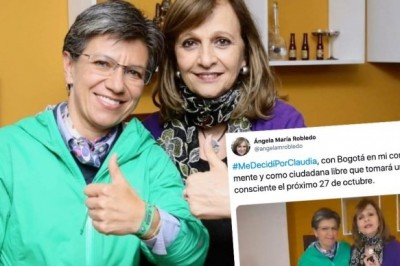 Ángela María Robledo
@angelamrobledo
#MeDecidíPorClaudia, con Bogotá en mi
mente y como ciudadana libre que tomará
consciente el próximo 27 de octubre.